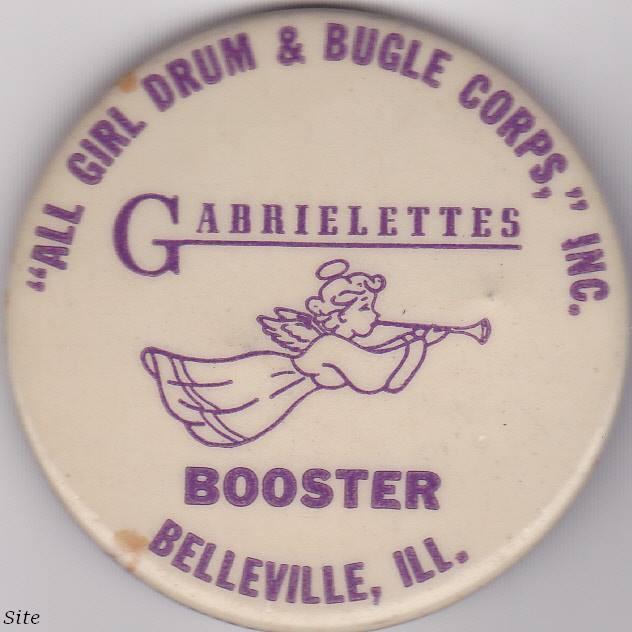 "ALL GIRL DRUM & BUGLE CORPS," INC.
GABRIELETTES
BOOSTER
BELLEVILLE, ILL.
Site